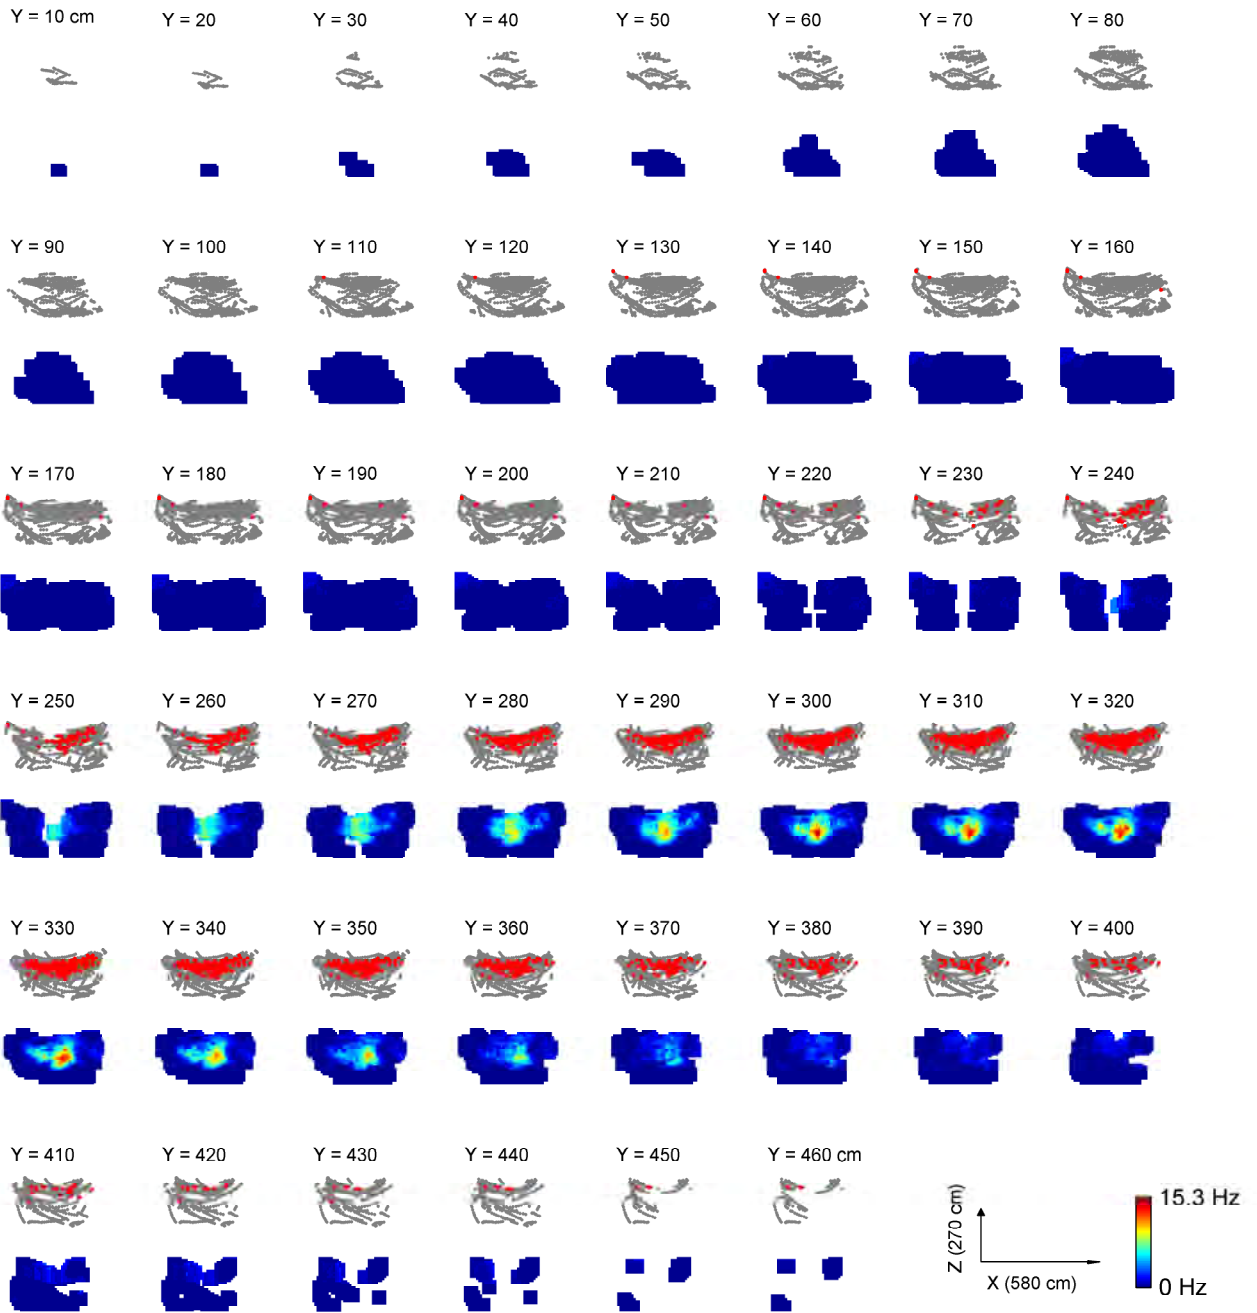 Y = 10 cm
Y = 20
Y = 30
Y = 40
Y = 50
Y = 60
Y = 70
Y = 80
Y = 90
Y = 100
Y = 110
Y = 120
Y = 130
Y = 140
Y = 150
Y = 160
Y = 170
Y = 180
Y = 190
Y = 200
Y = 210
Y = 220
Y = 230
Y = 240
Y = 250
Y = 260
Y = 270
Y = 280
Y = 290
Y = 300
Y = 310
Y = 320
Y = 330
Y = 340
Y = 350
Y = 360
Y = 370
Y = 380
Y = 390
Y = 400
Y = 410
Y = 420
Y = 430
Y = 440
Y = 450
Y = 460 cm
Z (270 cm)
X (580 cm)
15.3 Hz
0 Hz